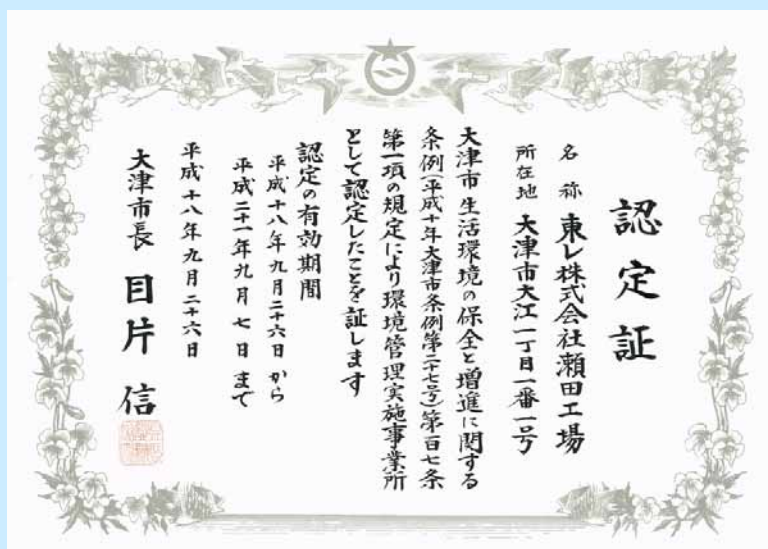 認定証
名称 東レ株式会社瀬田工場
所在地 大津市大江一丁目一番一号
大津市生活環境の保全と増進に関する
条例(平成十年大津市条例第二十七号)第百七条
第一項の規定により環境管理実施事業所
として認定したことを証します
認定の有効期間
平成十八年九月二十六日から
平成二十一年九月七日まで
平成十八年九月二十六日
大津市長 目片信